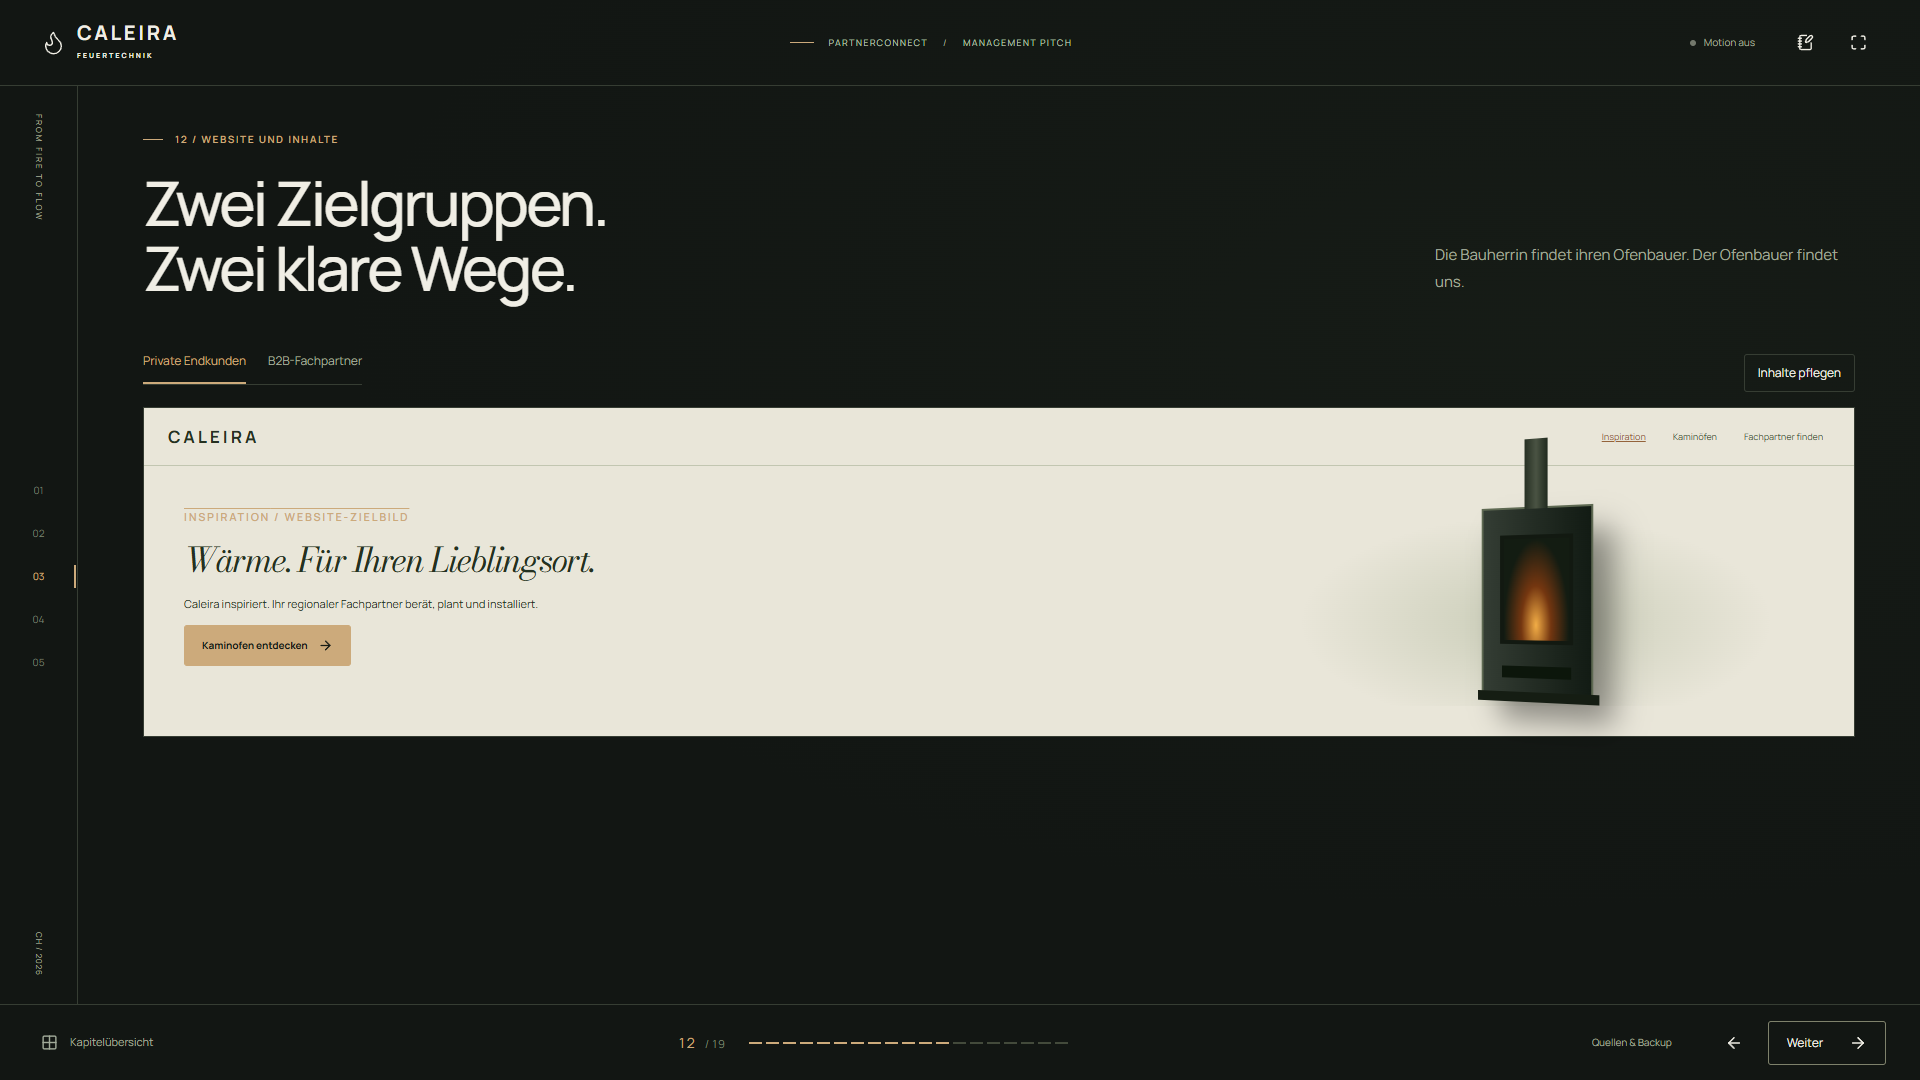 CALEIRA
FEUERTECHNIK
PARTNERCONNECT / MANAGEMENT PITCH
Motion aus
FROM FIRE TO FLOW
12 / WEBSITE UND INHALTE
Zwei Zielgruppen.
Zwei klare Wege.
Die Bauherrin findet ihren Ofenbauer. Der Ofenbauer findet
uns.
Private Endkunden
B2B-Fachpartner
Inhalte pflegen
CALEIRA
Inspiration
Kaminöfen
Fachpartner finden
INSPIRATION / WEBSITE-ZIELBILD
Wärme. Für Ihren Lieblingsort.
Caleira inspiriert. Ihr regionaler Fachpartner berät, plant und installiert.
Kaminofen entdecken
01
02
03
04
05
CH / 2026
Kapitelübersicht
12 / 19
Quellen & Backup
Weiter